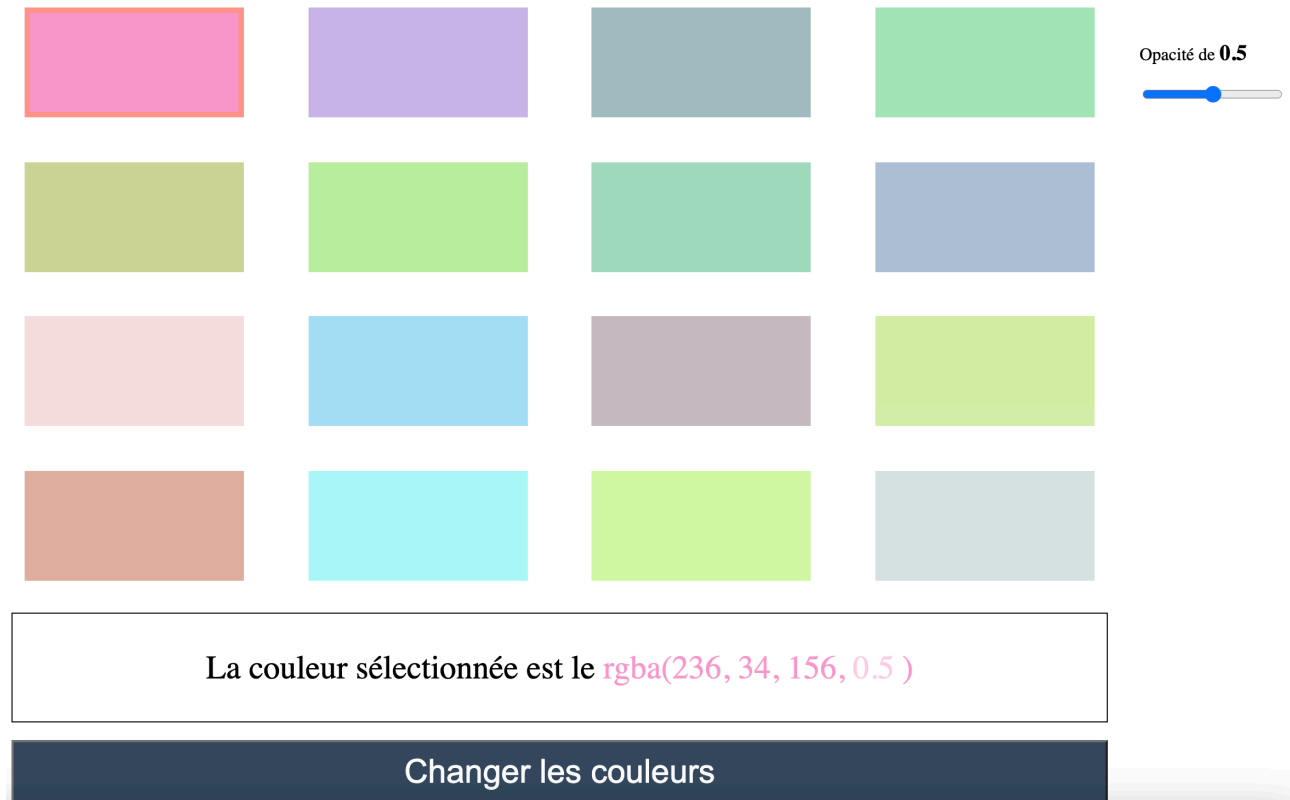 Opacité de 0.5
La couleur sélectionnée est le rgba(236, 34, 156, 0.5 )
Changer les couleurs